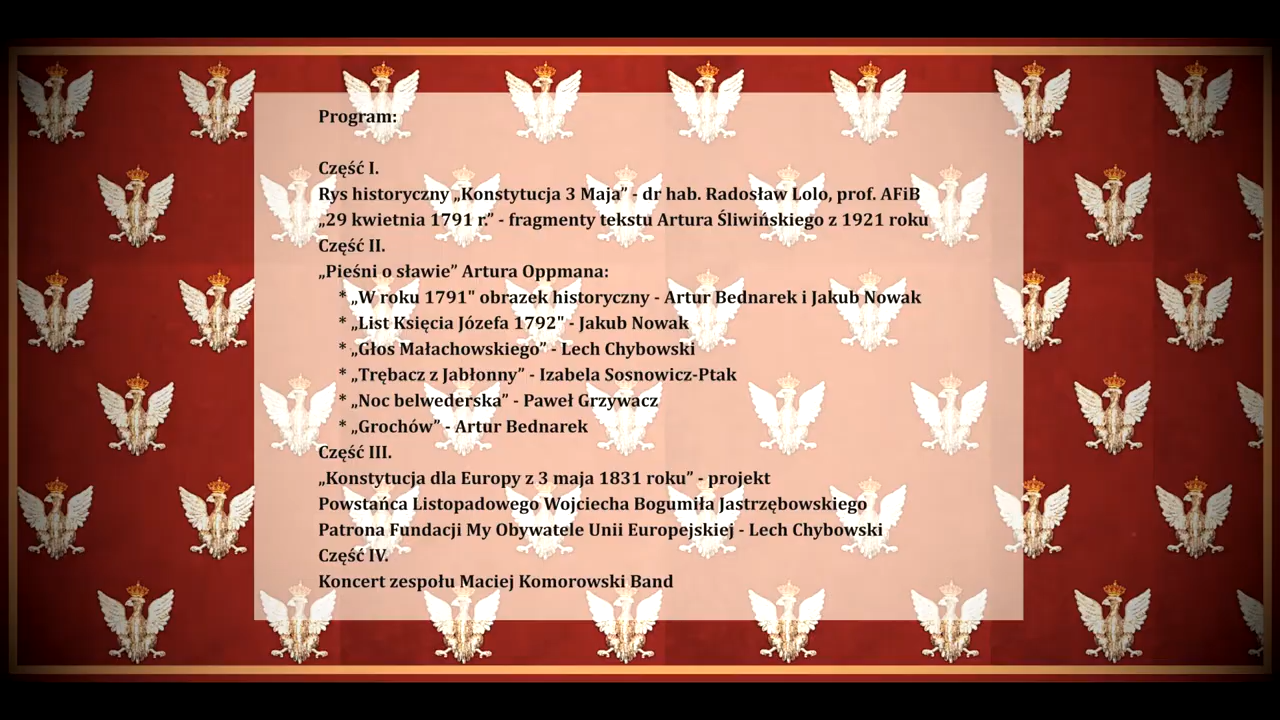 Program:
Część I.
Rys historyczny „Konstytucja 3 Maja” - dr hab. Radosław Lolo, prof. AFiB
„29 kwietnia 1791 r.” - fragmenty tekstu Artura Śliwińskiego z 1921 roku
Część II.
„Pieśni o sławie” Artura Oppmana:
* „W roku 1791" obrazek historyczny - Artur Bednarek i Jakub Nowak
* „List Księcia Józefa 1792" - Jakub Nowak
* „Głos Małachowskiego” - Lech Chybowski
* „Trębacz z Jabłonny” - Izabela Sosnowicz-Ptak
* „Noc belwederska” - Paweł Grzywacz
* „Grochów” - Artur Bednarek
Część III.
„Konstytucja dla Europy z 3 maja 1831 roku” - projekt
Powstańca Listopadowego Wojciecha Bogumiła Jastrzębowskiego
Patrona Fundacji My Obywatele Unii Europejskiej - Lech Chybowski
Część IV.
Koncert zespołu Maciej Komorowski Band